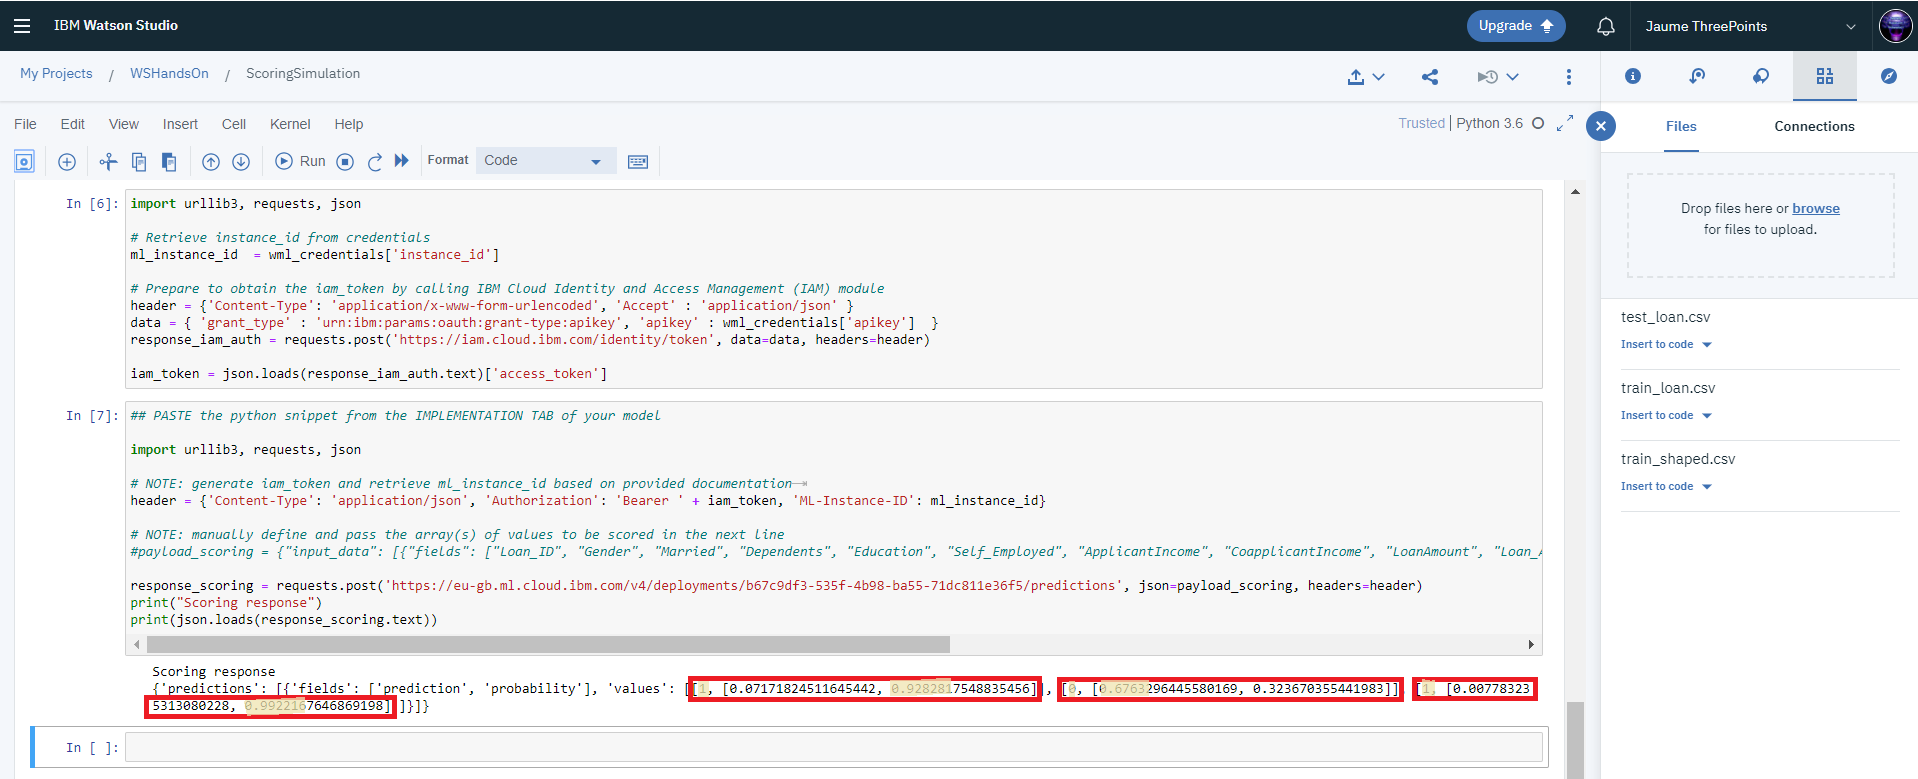 IBM Watson Studio
Upgrade
Jaume ThreePoints
My Projects / WSHandsOn / ScoringSimulation
File Edit View Insert Cell Kernel Help
Trusted | Python 3.6
Run
Format
Code
In [6]:
import urllib3, requests, json
# Retrieve instance_id from credentials
ml_instance_id  = wml_credentials['instance_id']
# Prepare to obtain the iam_token by calling IBM Cloud Identity and Access Management (IAM) module
header = {'Content-Type': 'application/x-www-form-urlencoded', 'Accept' : 'application/json' }
data = { 'grant_type' : 'urn:ibm:params:oauth:grant-type:apikey', 'apikey' : wml_credentials['apikey']  }
response_iam_auth = requests.post('https://iam.cloud.ibm.com/identity/token', data=data, headers=header)
iam_token = json.loads(response_iam_auth.text)['access_token']
In [7]:
## PASTE the python snippet from the IMPLEMENTATION TAB of your model
import urllib3, requests, json
# NOTE: generate iam_token and retrieve ml_instance_id based on provided documentation
header = {'Content-Type': 'application/json', 'Authorization': 'Bearer ' + iam_token, 'ML-Instance-ID': ml_instance_id}
# NOTE: manually define and pass the array(s) of values to be scored in the next line
#payload_scoring = {"input_data": [{"fields": ["Loan_ID", "Gender", "Married", "Dependents", "Education", "Self_Employed", "ApplicantIncome", "CoapplicantIncome", "LoanAmount", "Loan_A
response_scoring = requests.post('https://eu-gb.ml.cloud.ibm.com/v4/deployments/b67c9df3-535f-4b98-ba55-71dc811e36f5/predictions', json=payload_scoring, headers=header)
print("Scoring response")
print(json.loads(response_scoring.text))
Scoring response
{'predictions': [{'fields': ['prediction', 'probability'], 'values': [[1, [0.07171824511645442, 0.9282817548835456]], [0, [0.6763296445580169, 0.323670355441983]], [1, [0.00778323
5313080228, 0.9922167646869198]]]}]}
In [ ]:
Files
Connections
Drop files here or browse
for files to upload.
test_loan.csv
Insert to code
train_loan.csv
Insert to code
train_shaped.csv
Insert to code